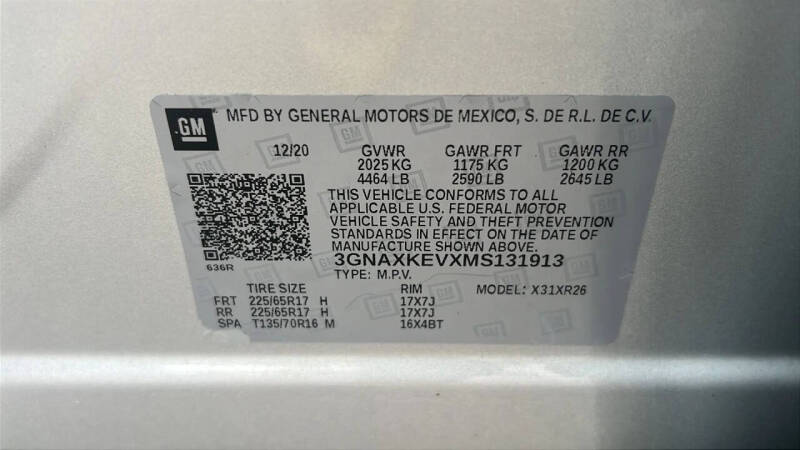 GM MFD BY GENERAL MOTORS DE MEXICO, S. DE R.L. DE C.V.
12/20 GVWR GAWR FRT GAWR RR
2025 KG 1175 KG 1200 KG
4464 LB 2590 LB 2645 LB
THIS VEHICLE CONFORMS TO ALL
APPLICABLE U.S. FEDERAL MOTOR
VEHICLE SAFETY AND THEFT PREVENTION
STANDARDS IN EFFECT ON THE DATE OF
MANUFACTURE SHOWN ABOVE.
636R 3GNAXKEVXMS131913
TYPE: M.P.V.
TIRE SIZE RIM MODEL: X31XR26
FRT 225/65R17 H 17X7J
RR 225/65R17 H 17X7J
SPA T135/70R16 M 16X4BT